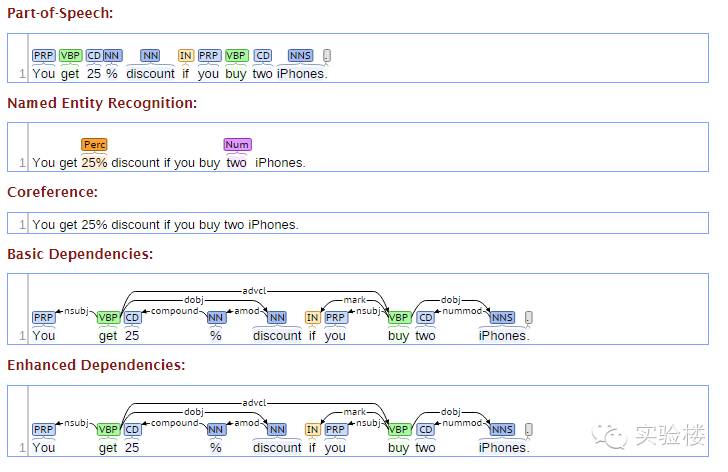 Part-of-Speech:
PRP VBP CD NN NN IN PRP VBP CD NNS .
1 You get 25 % discount if you buy two iPhones.
Named Entity Recognition:
Perc Num
1 You get 25% discount if you buy two iPhones.
Coreference:
1 You get 25% discount if you buy two iPhones.
Basic Dependencies:
advcl
dobj mark dobj
PRP nsubj VBP CD compound NN amod NN IN PRP nsubj VBP CD nummod NNS .
1 You get 25 % discount if you buy two iPhones.
Enhanced Dependencies:
advcl
dobj mark dobj
PRP nsubj VBP CD compound NN amod NN IN PRP nsubj VBP CD nummod NNS .
1 You get 25 % discount if you buy two iPhones.
实验楼